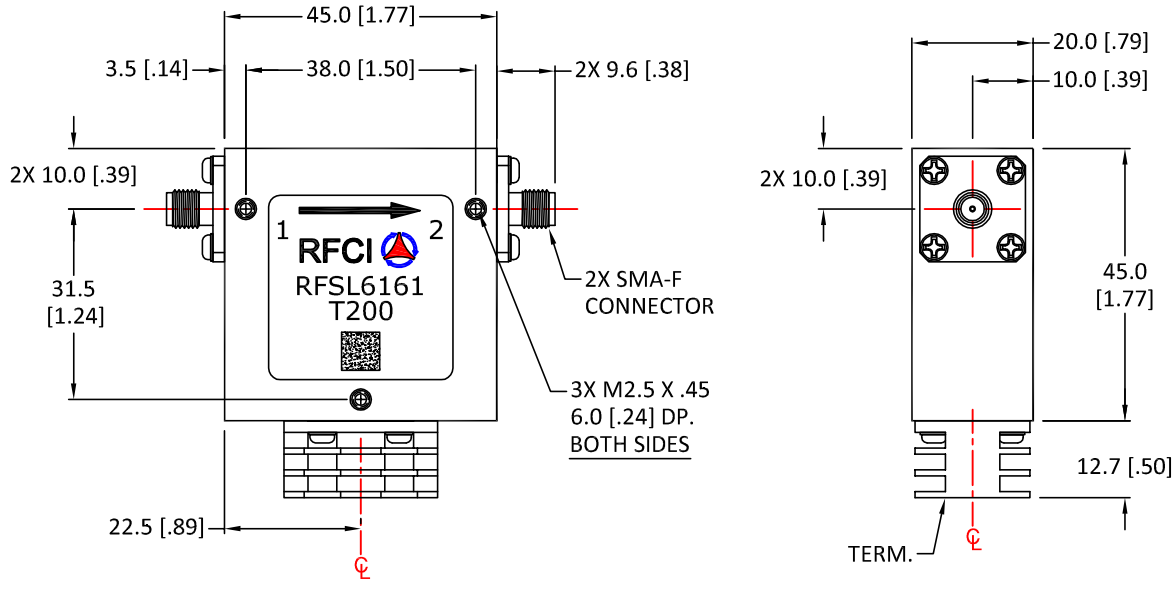 45.0 [1.77]
3.5 [.14]
38.0 [1.50]
2X 9.6 [.38]
2X 10.0 [.39]
31.5
[1.24]
1
2
RFCI
RFSL6161
T200
2X SMA-F
CONNECTOR
3X M2.5 X .45
6.0 [.24] DP.
BOTH SIDES
22.5 [.89]
CL
20.0 [.79]
10.0 [.39]
2X 10.0 [.39]
45.0
[1.77]
12.7 [.50]
TERM.
CL